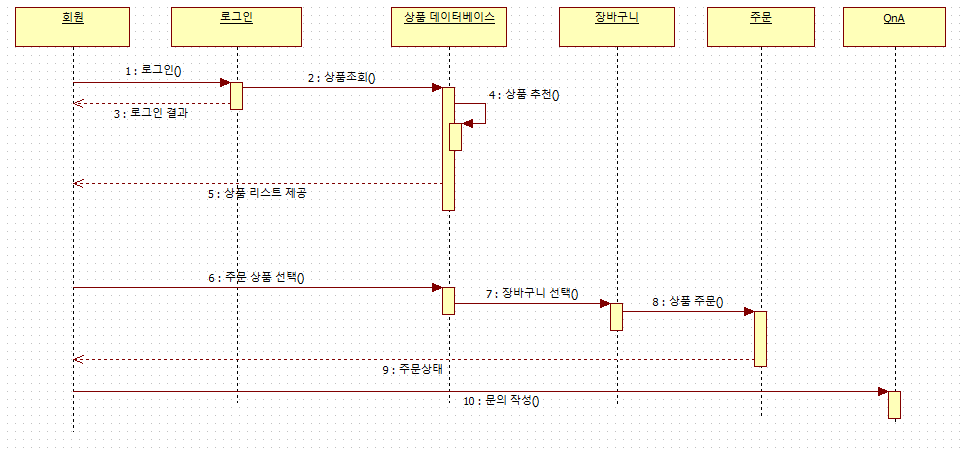 회원
로그인
상품 데이터베이스
장바구니
주문
QnA
1 : 로그인()
2 : 상품조회()
4 : 상품 추천()
3 : 로그인 결과
5 : 상품 리스트 제공
6 : 주문 상품 선택()
7 : 장바구니 선택()
8 : 상품 주문()
9 : 주문상태
10 : 문의 작성()